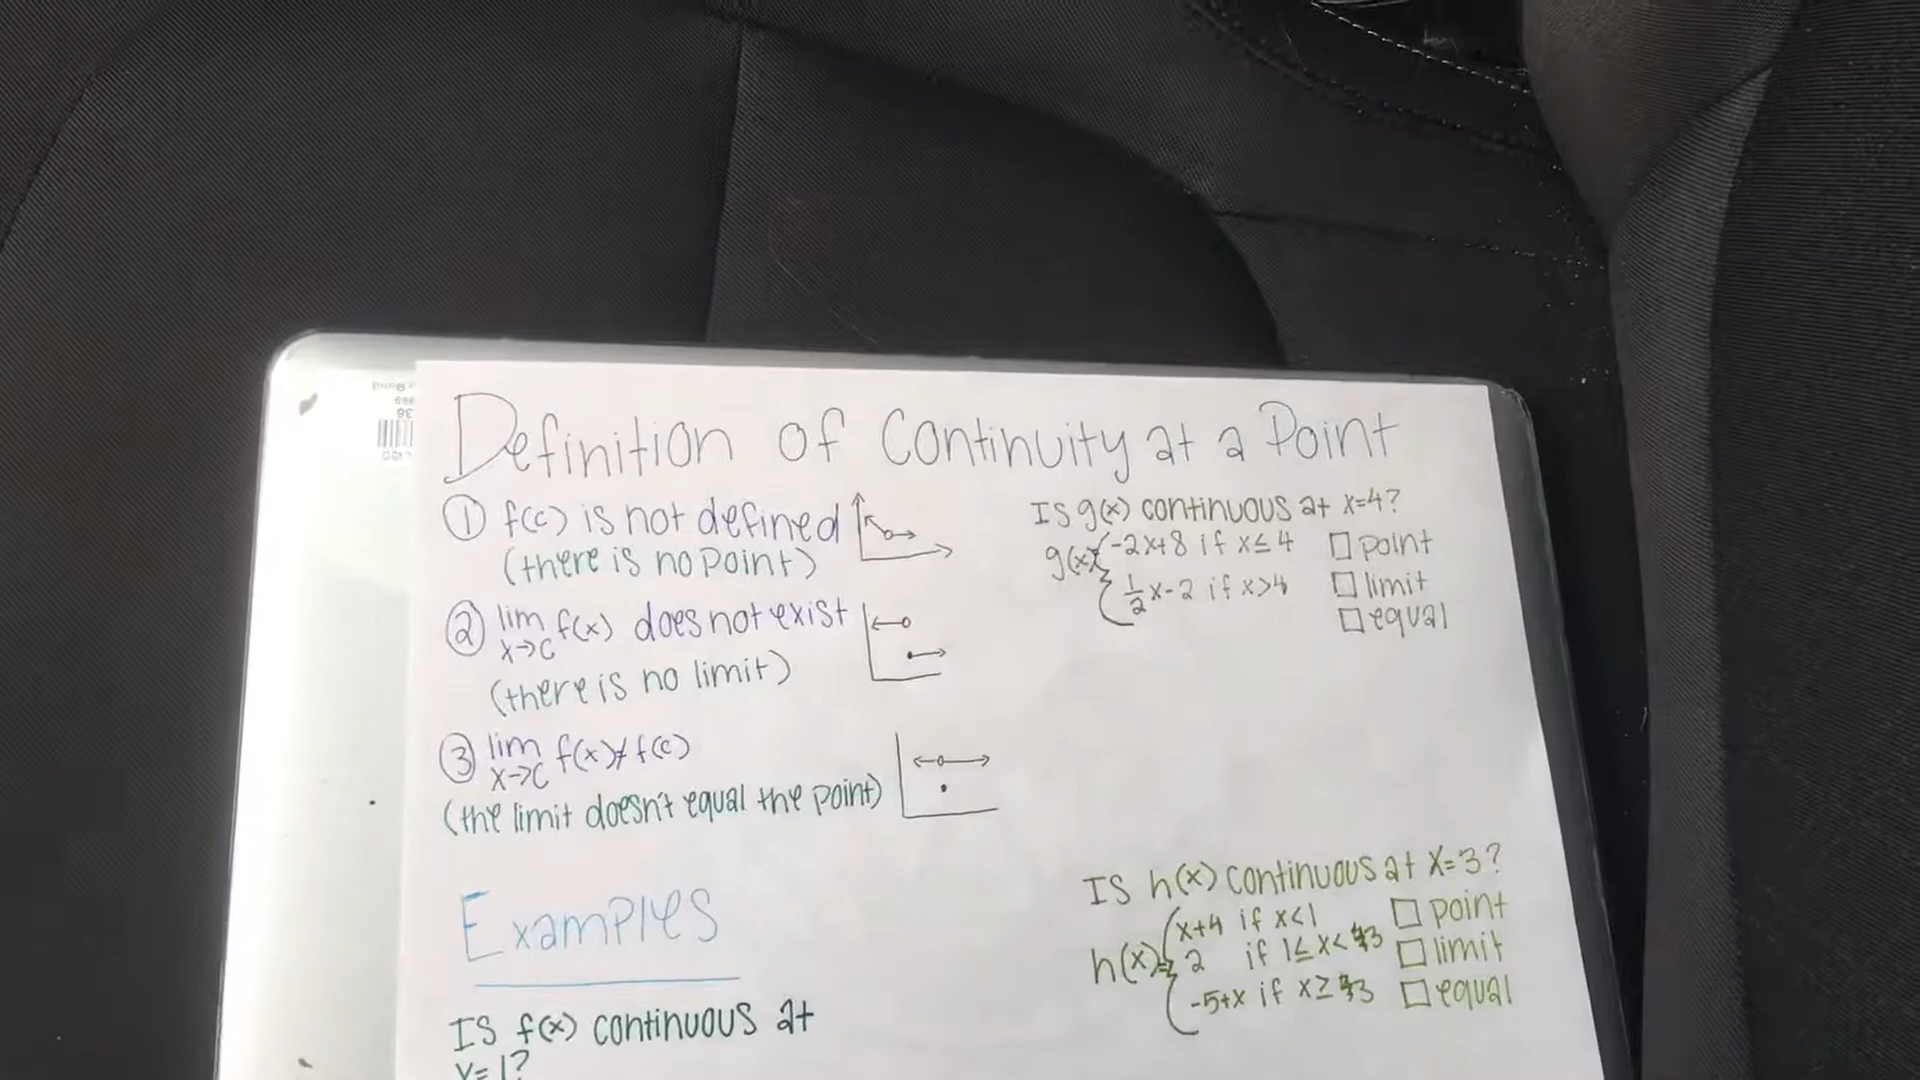 Definition of Continuity at a Point
① f(c) is not defined
(there is no point)
② lim f(x) does not exist
x→c
(there is no limit)
③ lim f(x)≠f(c)
x→c
(the limit doesn't equal the point)
Examples
Is f(x) continuous at
x=1?
Is g(x) continuous at x=4?
g(x) { -2x+8 if x≤4 □ point
1/2x-2 if x>4 □ limit
□ equal
Is h(x) continuous at x=3?
x+4 if x<1 □ point
h(x)= { 2 if 1≤x<3 □ limit
-5+x if x≥3 □ equal